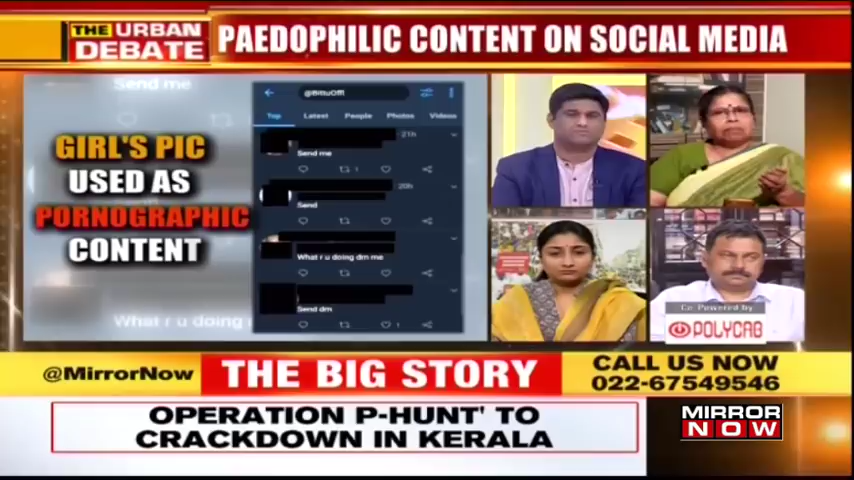 THE URBAN
DEBATE
PAEDOPHILIC CONTENT ON SOCIAL MEDIA
Send me
GIRL'S PIC
USED AS
PORNOGRAPHIC
CONTENT
What r u doing
Top Latest People Photos Videos
21h
Send me
1
20h
Send
What r u doing dm me
Send dm
1
Co. Powered by
POLYCAB
@MirrorNow
THE BIG STORY
CALL US NOW
022-67549546
OPERATION P-HUNT' TO
CRACKDOWN IN KERALA
MIRROR
NOW